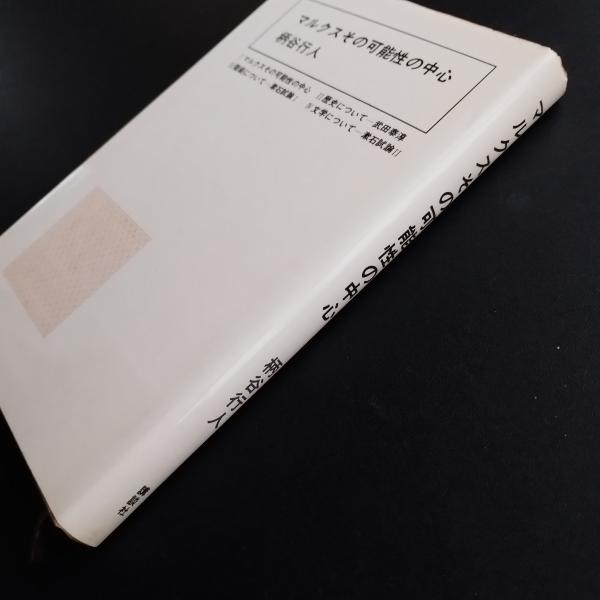 マルクスその可能性の中心
柄谷行人
Ⅰマルクスその可能性の中心 Ⅱ歴史について—武田泰淳
Ⅲ階級について—漱石試論Ⅰ Ⅳ文学について—漱石試論Ⅱ
マルクスその可能性の中心
柄谷行人
講談社